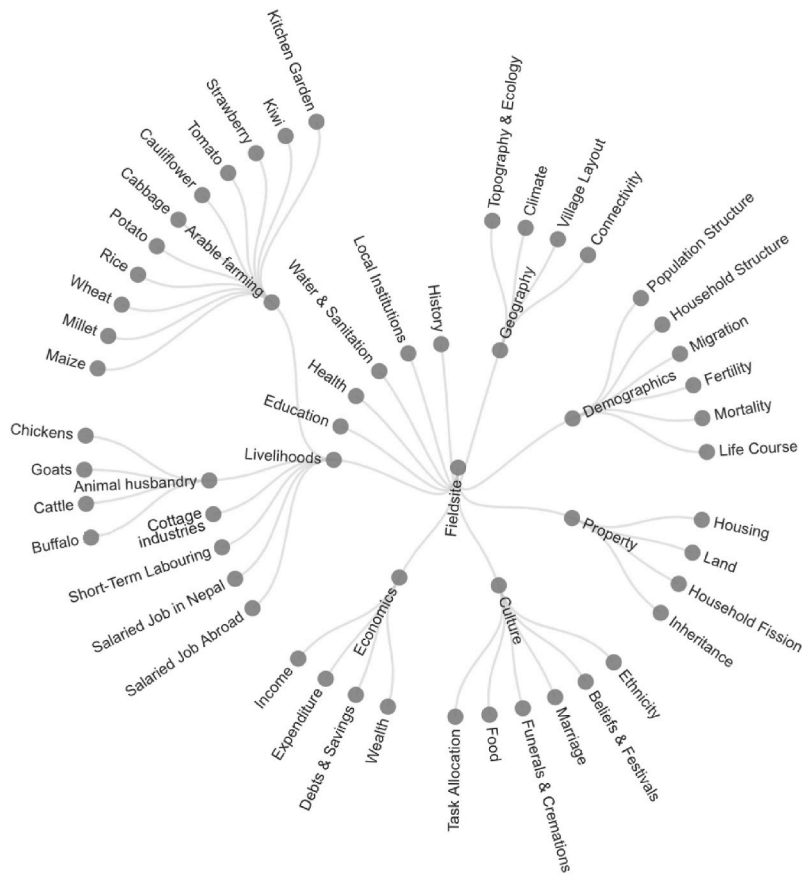 Kitchen Garden
Kiwi
Strawberry
Tomato
Cauliflower
Cabbage
Potato
Rice
Wheat
Millet
Maize
Arable farming
Water & Sanitation
Local Institutions
History
Health
Education
Livelihoods
Topography & Ecology
Climate
Village Layout
Connectivity
Geography
Population Structure
Household Structure
Migration
Fertility
Mortality
Life Course
Demographics
Chickens
Goats
Cattle
Buffalo
Animal husbandry
Cottage
industries
Short-Term Labouring
Salaried Job in Nepal
Salaried Job Abroad
Fieldsite
Property
Housing
Land
Household Fission
Inheritance
Economics
Income
Expenditure
Debts & Savings
Wealth
Culture
Task Allocation
Food
Funerals & Cremations
Marriage
Beliefs & Festivals
Ethnicity